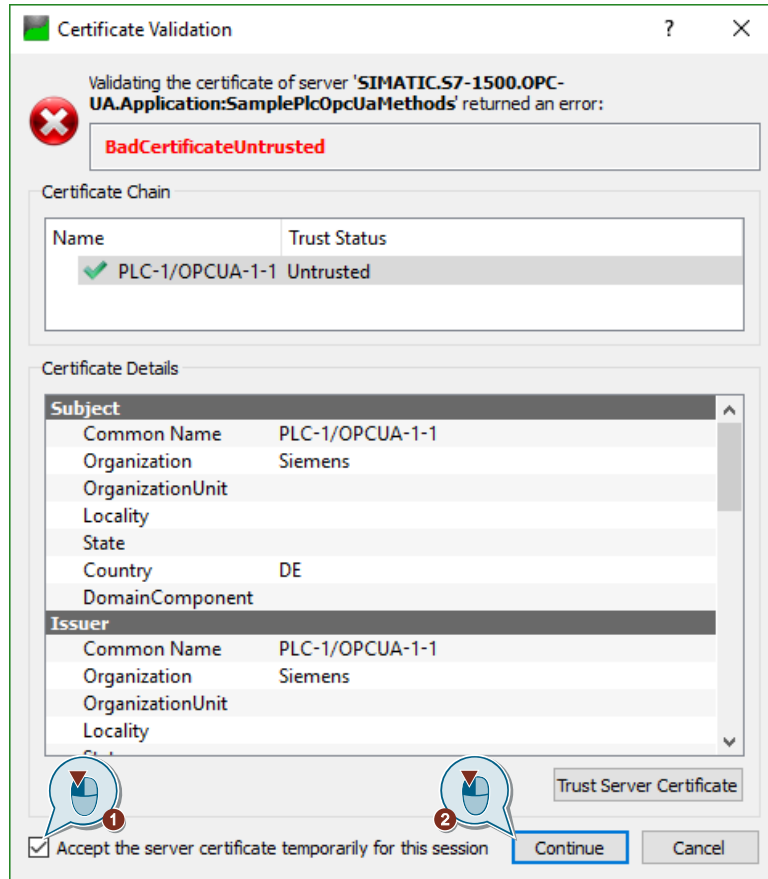 Certificate Validation
?
Validating the certificate of server 'SIMATIC.S7-1500.OPC-
UA.Application:SamplePlcOpcUaMethods' returned an error:
BadCertificateUntrusted
Certificate Chain
Name Trust Status
PLC-1/OPCUA-1-1 Untrusted
Certificate Details
Subject
Common Name PLC-1/OPCUA-1-1
Organization Siemens
OrganizationUnit
Locality
State
Country DE
DomainComponent
Issuer
Common Name PLC-1/OPCUA-1-1
Organization Siemens
OrganizationUnit
Locality
Trust Server Certificate
1
2
Accept the server certificate temporarily for this session Continue Cancel